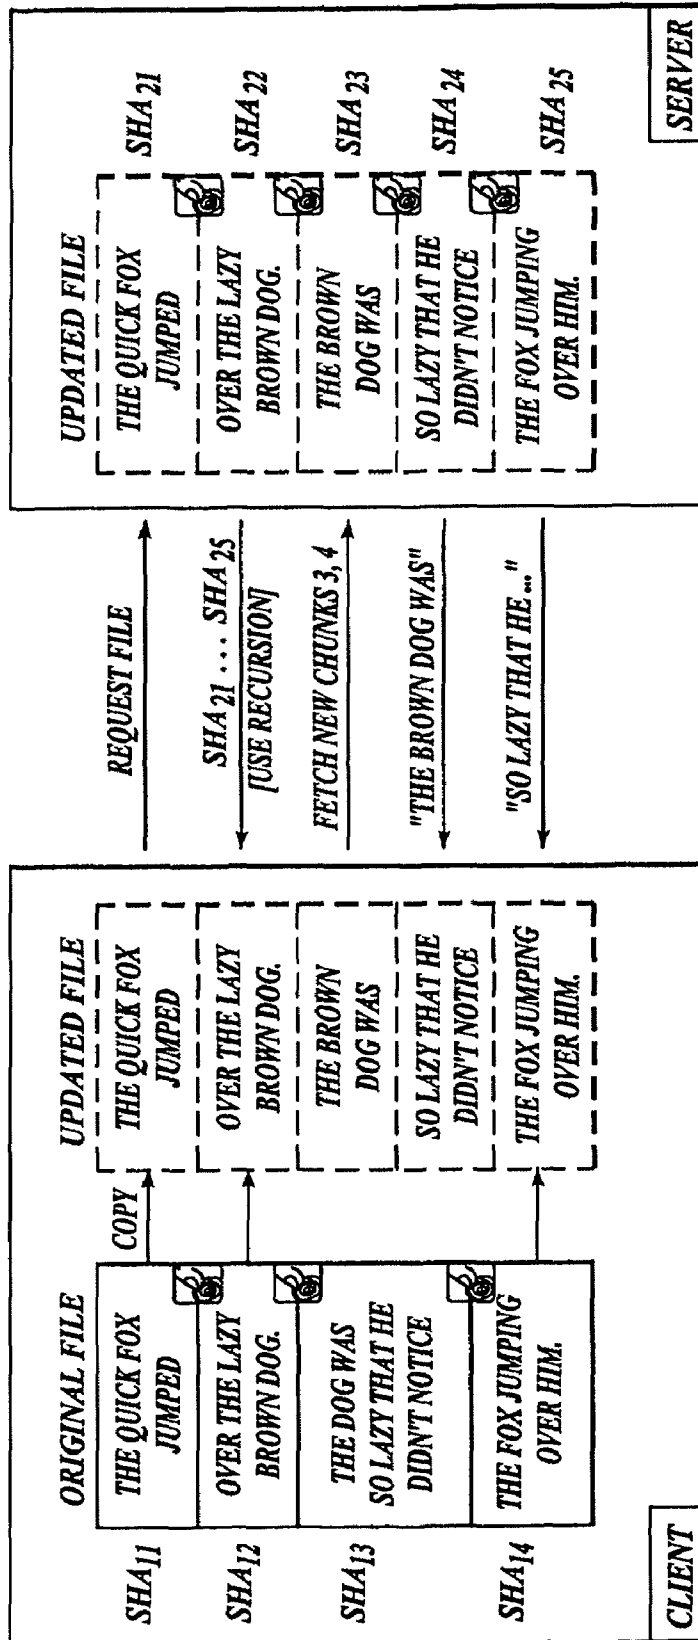 ORIGINAL FILE
SHA11
THE QUICK FOX
JUMPED
SHA12
OVER THE LAZY
BROWN DOG.
SHA13
THE DOG WAS
SO LAZY THAT HE
DIDN'T NOTICE
SHA14
THE FOX JUMPING
OVER HIM.
COPY
UPDATED FILE
THE QUICK FOX
JUMPED
OVER THE LAZY
BROWN DOG.
THE BROWN
DOG WAS
SO LAZY THAT HE
DIDN'T NOTICE
THE FOX JUMPING
OVER HIM.
CLIENT
REQUEST FILE
SHA21 . . . . SHA25
[USE RECURSION]
FETCH NEW CHUNKS 3, 4
"THE BROWN DOG WAS"
"SO LAZY THAT HE ..."
UPDATED FILE
THE QUICK FOX
JUMPED
SHA21
OVER THE LAZY
BROWN DOG.
SHA22
THE BROWN
DOG WAS
SHA23
SO LAZY THAT HE
DIDN'T NOTICE
SHA24
THE FOX JUMPING
OVER HIM.
SHA25
SERVER